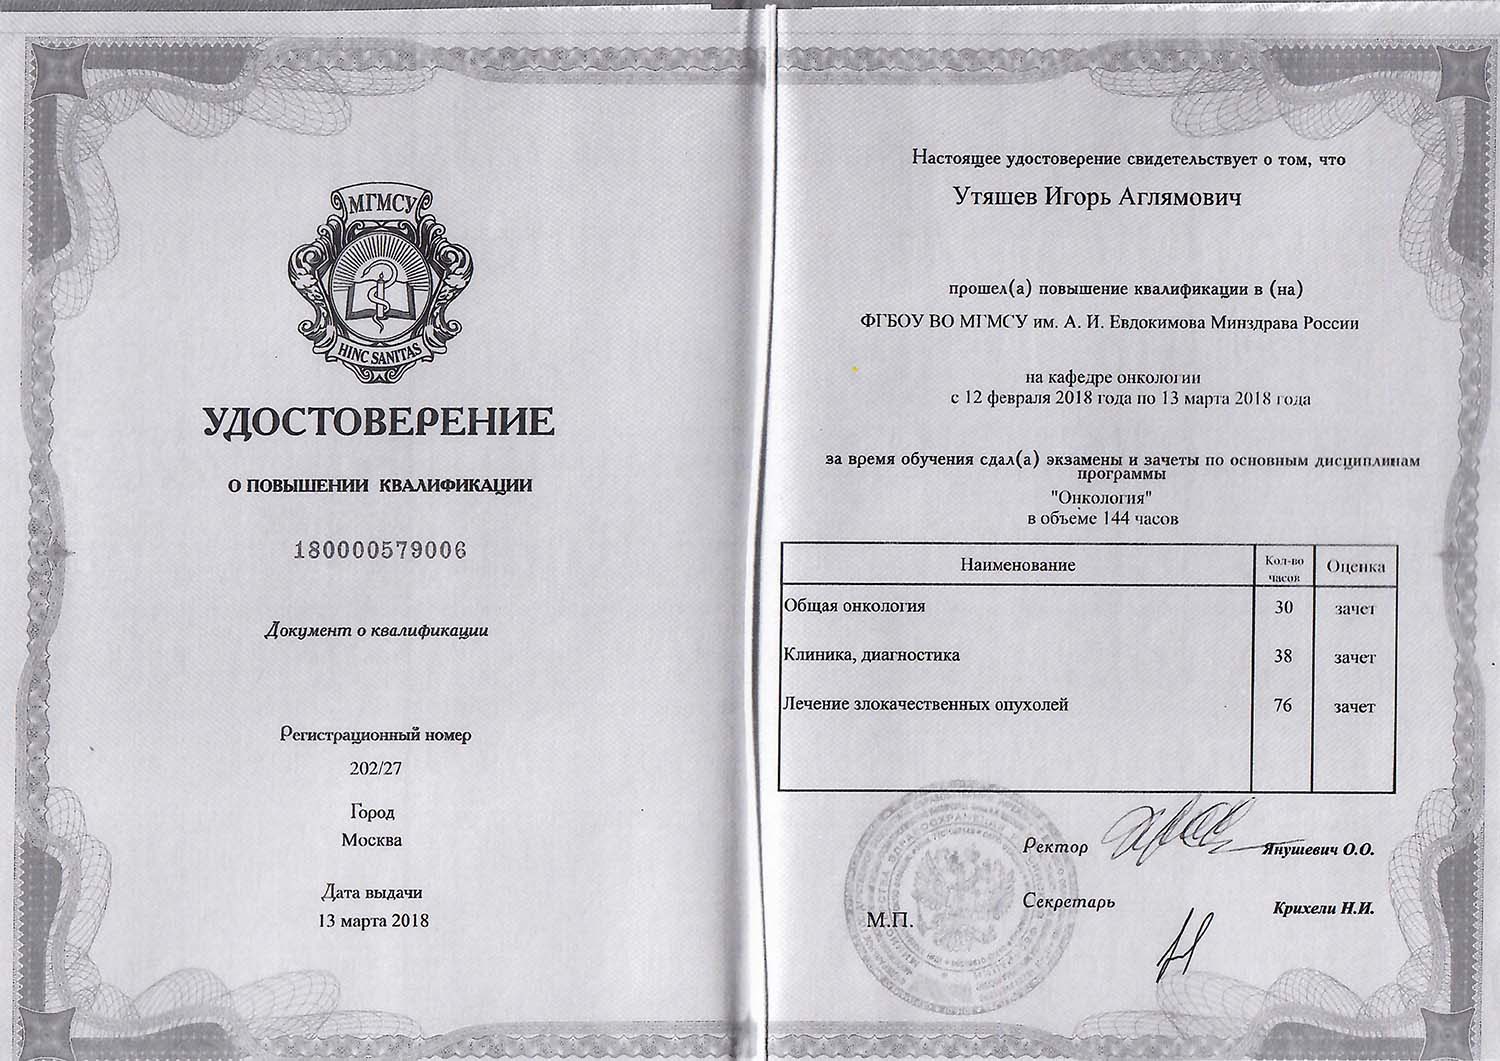 МГМСУ
HINC SANITAS
УДОСТОВЕРЕНИЕ
О ПОВЫШЕНИИ КВАЛИФИКАЦИИ
180000579006
Документ о квалификации
Регистрационный номер
202/27
Город
Москва
Дата выдачи
13 марта 2018
Настоящее удостоверение свидетельствует о том, что
Утяшев Игорь Аглямович
прошел(а) повышение квалификации в (на)
ФГБОУ ВО МГМСУ им. А. И. Евдокимова Минздрава России
на кафедре онкологии
с 12 февраля 2018 года по 13 марта 2018 года
за время обучения сдал(а) экзамены и зачеты по основным дисциплинам
программы
"Онкология"
в объеме 144 часов
Наименование Кол-во часов Оценка
Общая онкология 30 зачет
Клиника, диагностика 38 зачет
Лечение злокачественных опухолей 76 зачет
Ректор Янушевич О.О.
Секретарь Крихели Н.И.
М.П.